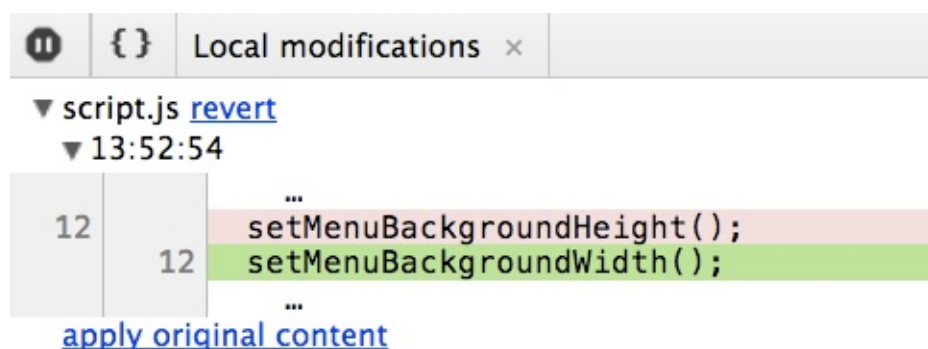 { } Local modifications ×
script.js revert
13:52:54
…
12 setMenuBackgroundHeight();
12 setMenuBackgroundWidth();
…
apply original content